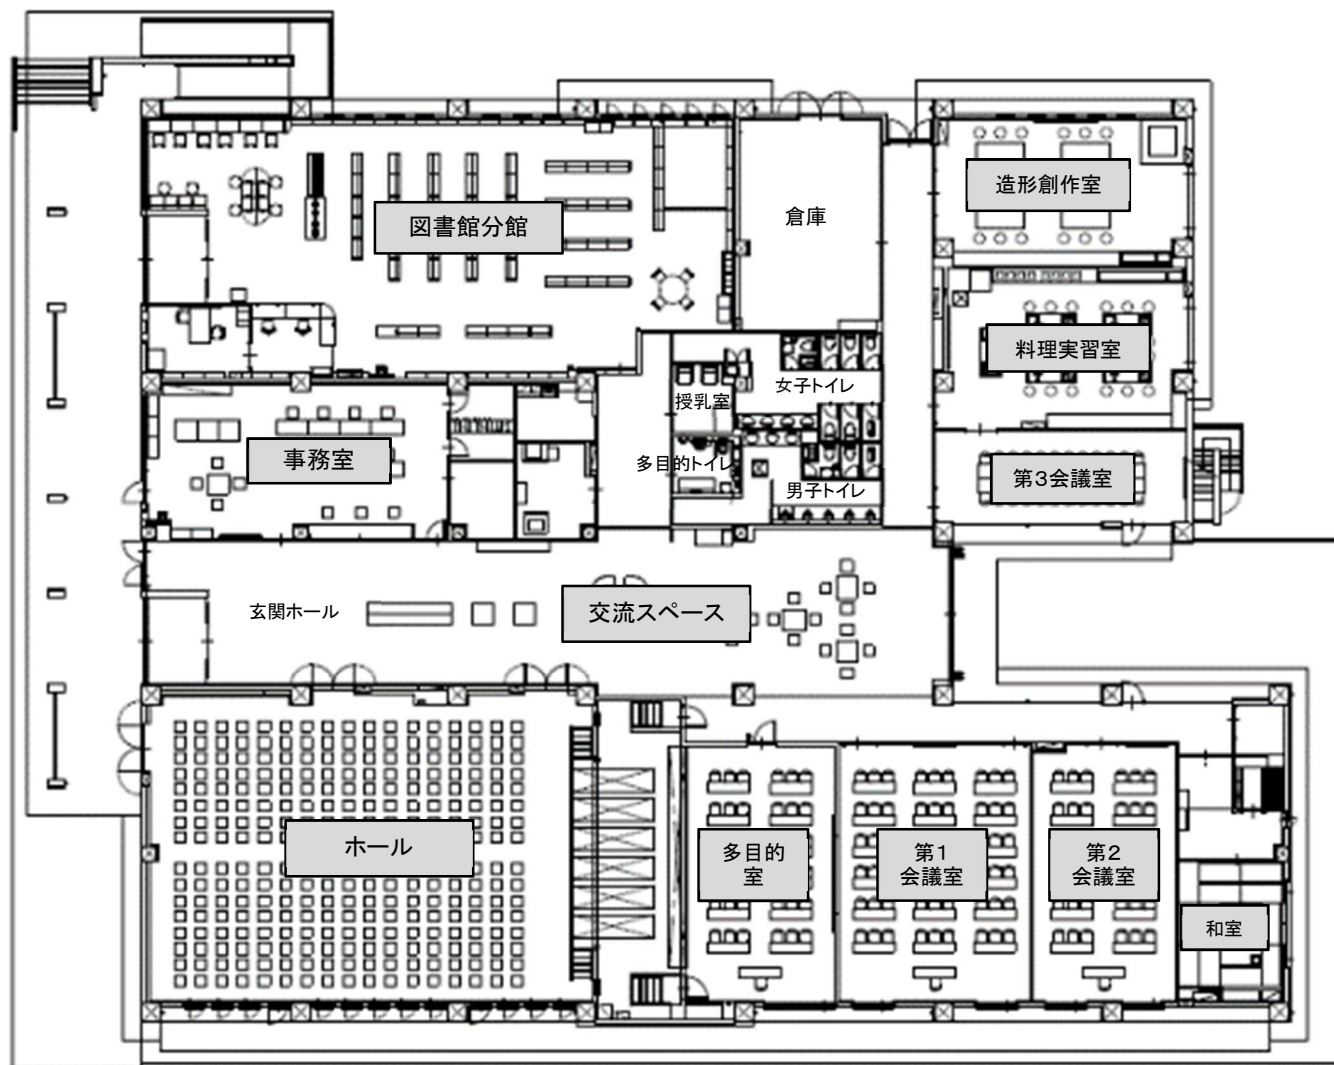 造形創作室
倉庫
図書館分館
料理実習室
女子トイレ
授乳室
事務室
多目的トイレ
第３会議室
男子トイレ
玄関ホール
交流スペース
ホール
多目的
室
第１
会議室
第２
会議室
和室